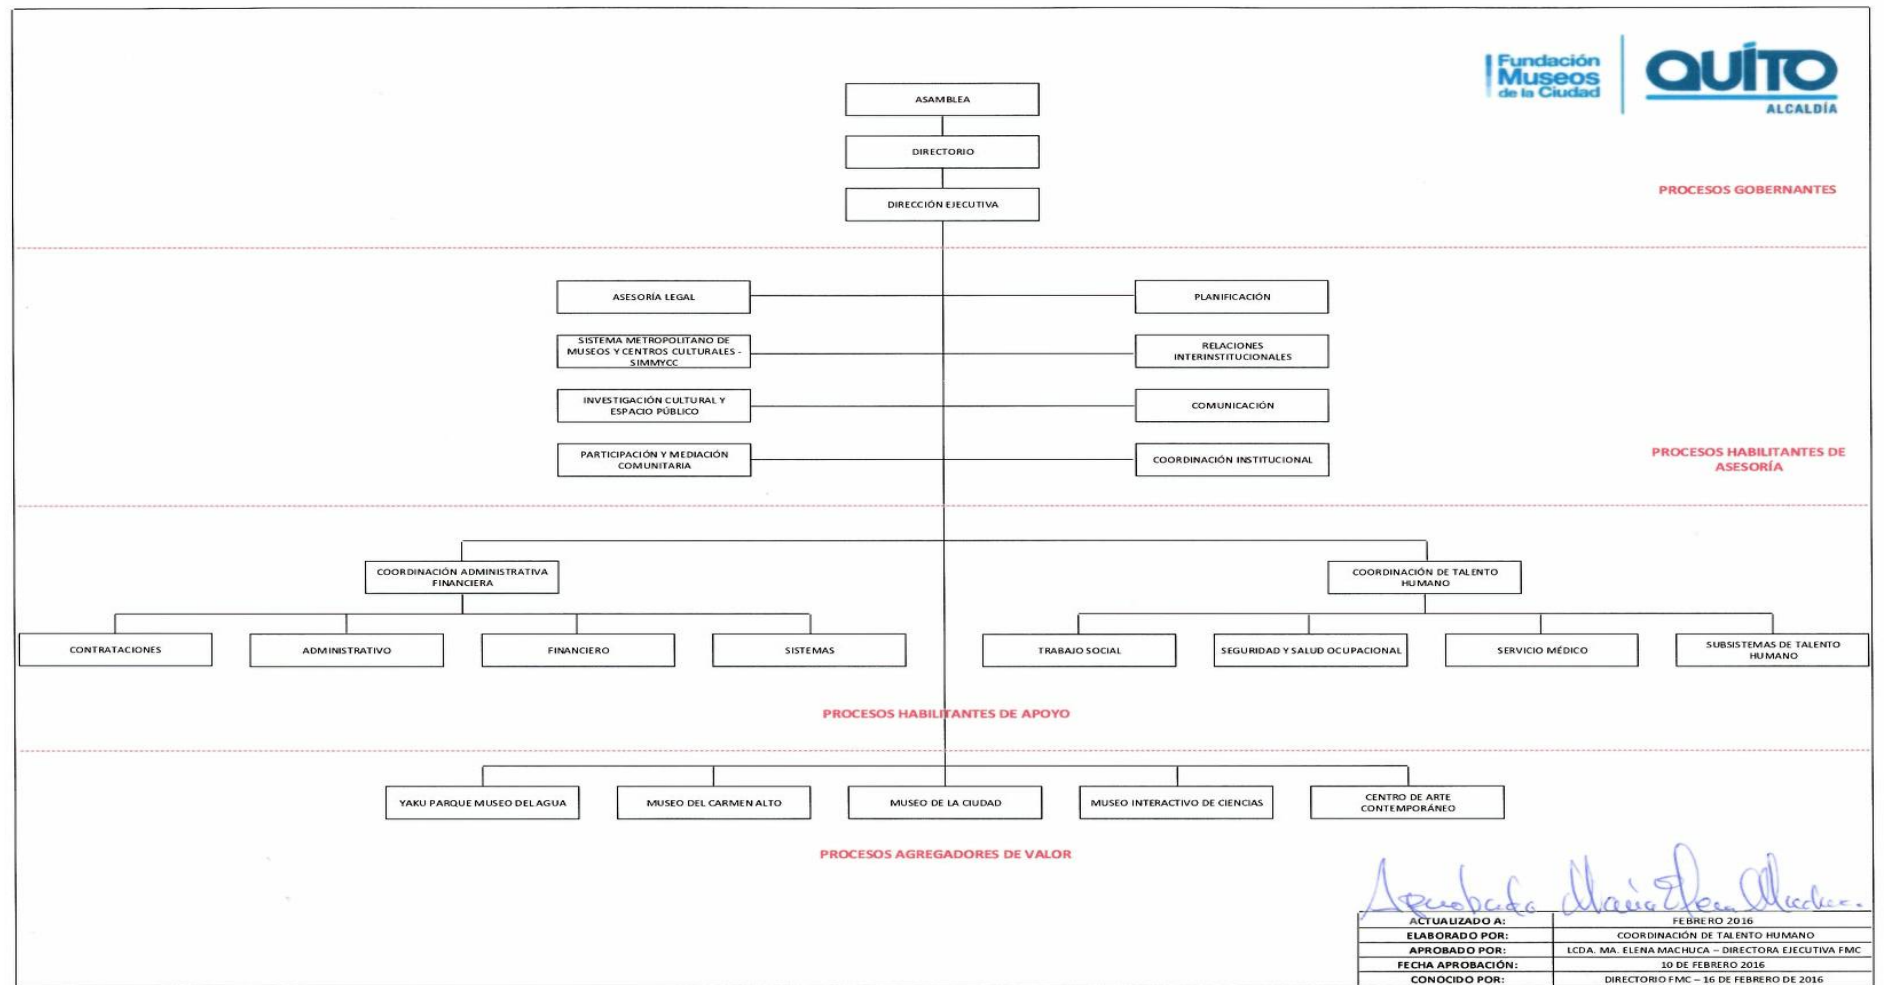 Fundación
Museos
de la Ciudad
QUITO
ALCALDÍA
ASAMBLEA
DIRECTORIO
DIRECCIÓN EJECUTIVA
PROCESOS GOBERNANTES
ASESORÍA LEGAL
PLANIFICACIÓN
SISTEMA METROPOLITANO DE
MUSEOS Y CENTROS CULTURALES -
SIMMYCC
RELACIONES
INTERINSTITUCIONALES
INVESTIGACIÓN CULTURAL Y
ESPACIO PÚBLICO
COMUNICACIÓN
PARTICIPACIÓN Y MEDIACIÓN
COMUNITARIA
COORDINACIÓN INSTITUCIONAL
PROCESOS HABILITANTES DE
ASESORÍA
COORDINACIÓN ADMINISTRATIVA
FINANCIERA
COORDINACIÓN DE TALENTO
HUMANO
CONTRATACIONES
ADMINISTRATIVO
FINANCIERO
SISTEMAS
TRABAJO SOCIAL
SEGURIDAD Y SALUD OCUPACIONAL
SERVICIO MÉDICO
SUBSISTEMAS DE TALENTO
HUMANO
PROCESOS HABILITANTES DE APOYO
YAKU PARQUE MUSEO DEL AGUA
MUSEO DEL CARMEN ALTO
MUSEO DE LA CIUDAD
MUSEO INTERACTIVO DE CIENCIAS
CENTRO DE ARTE
CONTEMPORÁNEO
PROCESOS AGREGADORES DE VALOR
Aprobado María Elena Machuca
ACTUALIZADO A: FEBRERO 2016
ELABORADO POR: COORDINACIÓN DE TALENTO HUMANO
APROBADO POR: LCDA. MA. ELENA MACHUCA – DIRECTORA EJECUTIVA FMC
FECHA APROBACIÓN: 10 DE FEBRERO 2016
CONOCIDO POR: DIRECTORIO FMC – 16 DE FEBRERO DE 2016